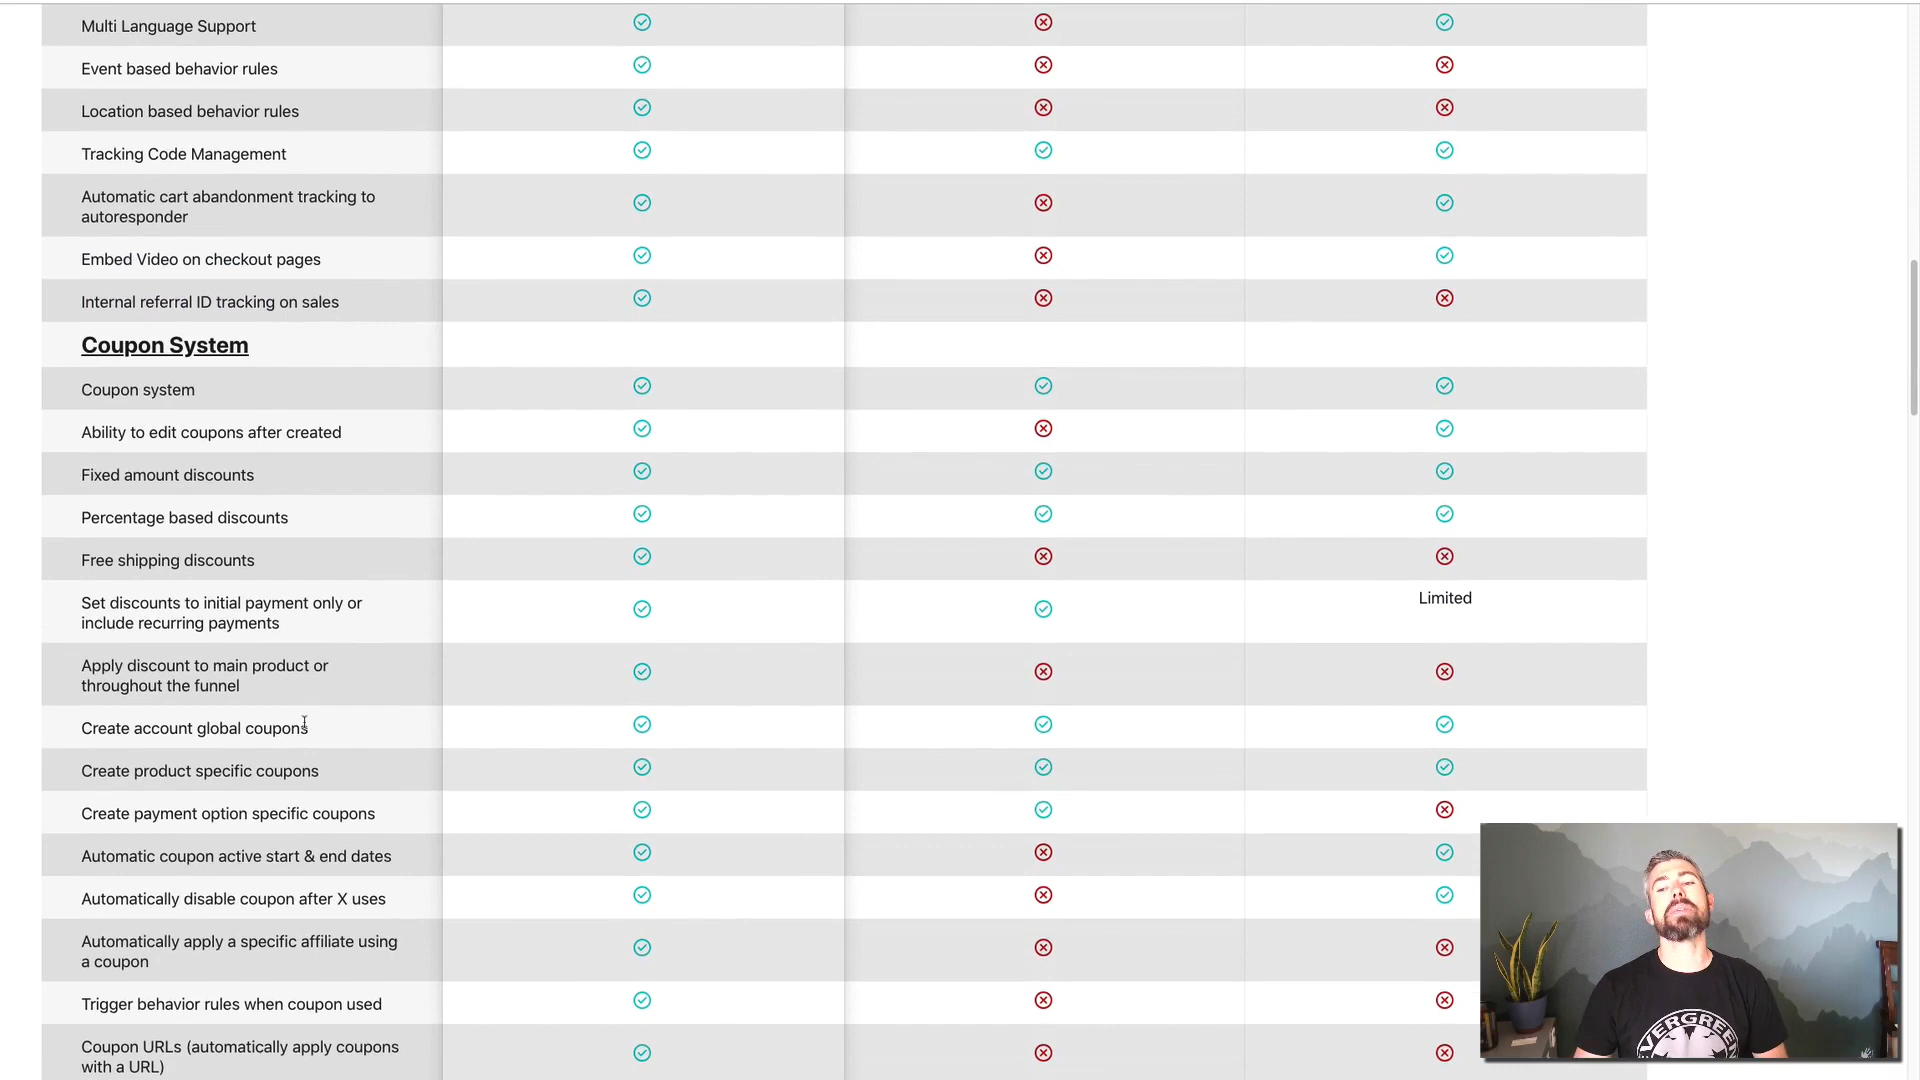 Multi Language Support
Event based behavior rules
Location based behavior rules
Tracking Code Management
Automatic cart abandonment tracking to
autoresponder
Embed Video on checkout pages
Internal referral ID tracking on sales
Coupon System
Coupon system
Ability to edit coupons after created
Fixed amount discounts
Percentage based discounts
Free shipping discounts
Set discounts to initial payment only or
include recurring payments
Limited
Apply discount to main product or
throughout the funnel
Create account global coupons
Create product specific coupons
Create payment option specific coupons
Automatic coupon active start & end dates
Automatically disable coupon after X uses
Automatically apply a specific affiliate using
a coupon
Trigger behavior rules when coupon used
Coupon URLs (automatically apply coupons
with a URL)